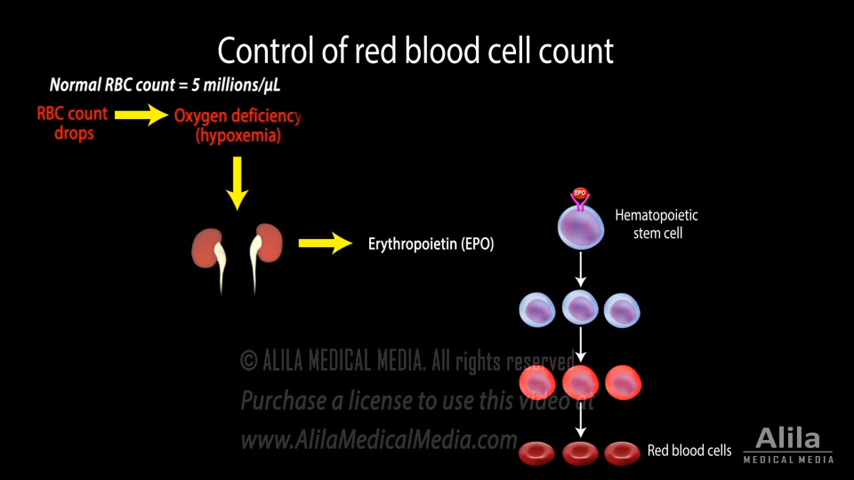 Control of red blood cell count
Normal RBC count = 5 millions/µL
RBC count
drops
Oxygen deficiency
(hypoxemia)
EPO
Hematopoietic
stem cell
Erythropoietin (EPO)
© ALILA MEDICAL MEDIA. All rights reserved
Purchase a license to use this video at
www.AlilaMedicalMedia.com
Red blood cells
Alila
MEDICAL MEDIA